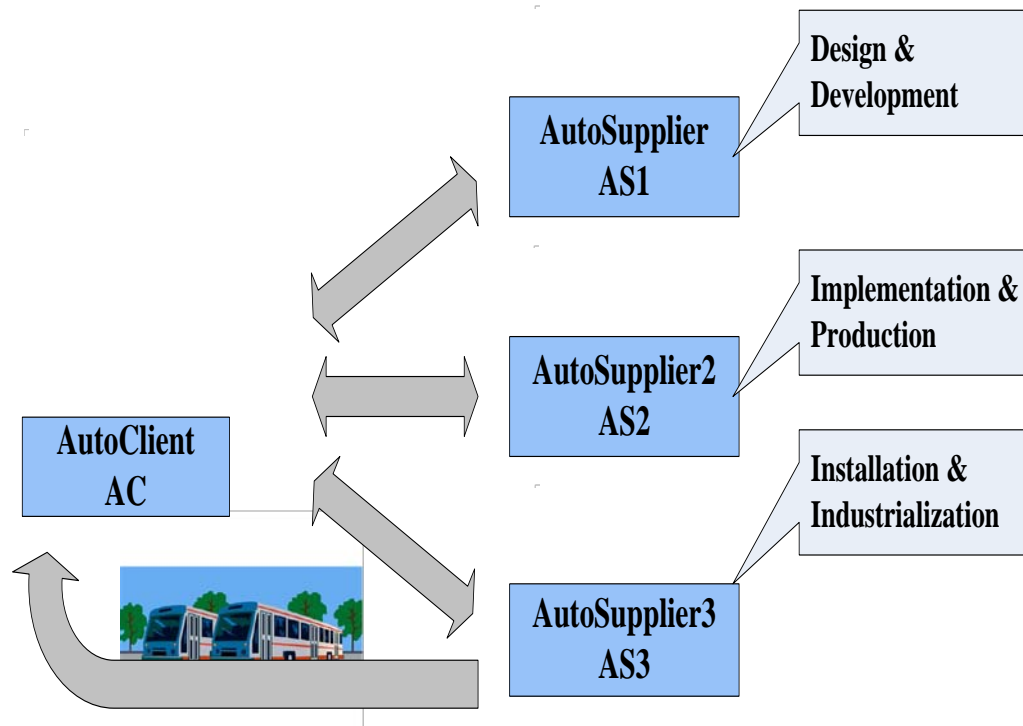 Design &
Development
AutoSupplier
AS1
Implementation &
Production
AutoSupplier2
AS2
AutoClient
AC
Installation &
Industrialization
AutoSupplier3
AS3